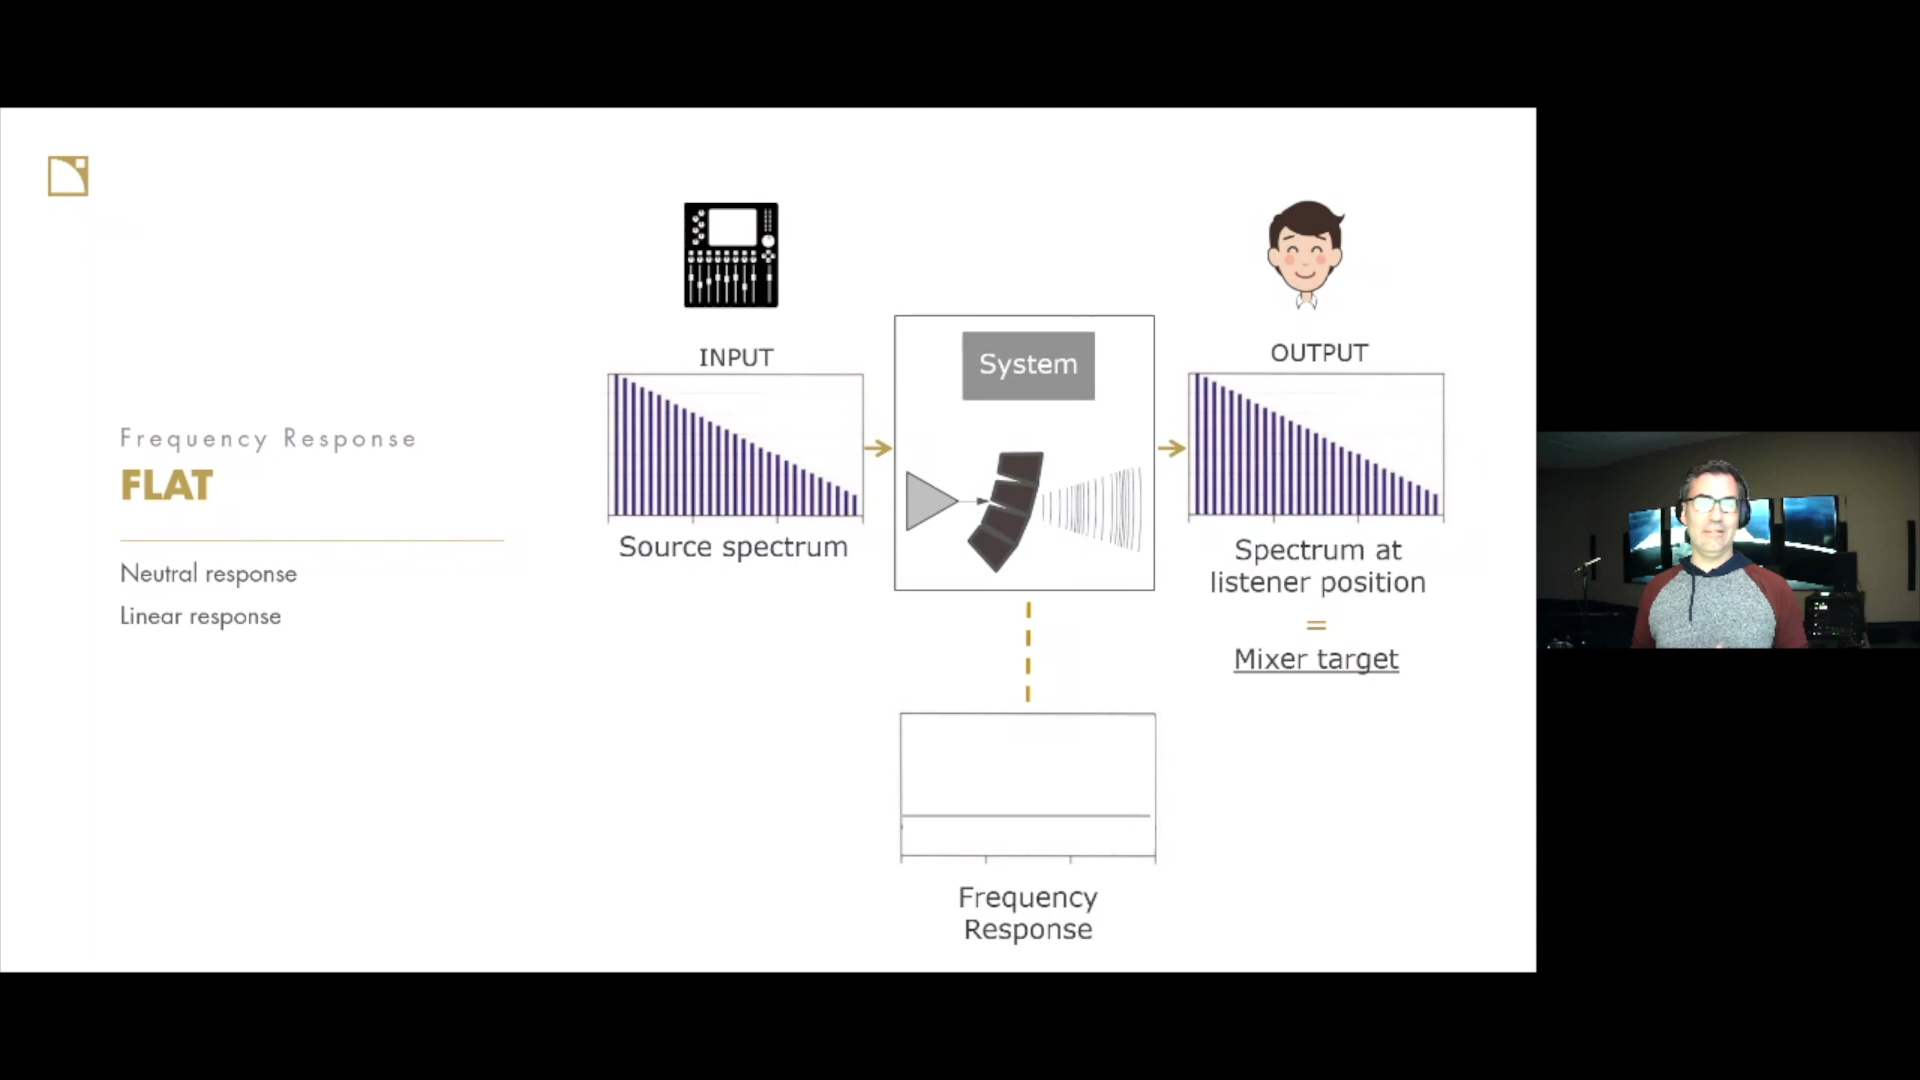 Frequency Response
FLAT
Neutral response
Linear response
INPUT
Source spectrum
System
OUTPUT
Spectrum at
listener position
=
Mixer target
Frequency
Response